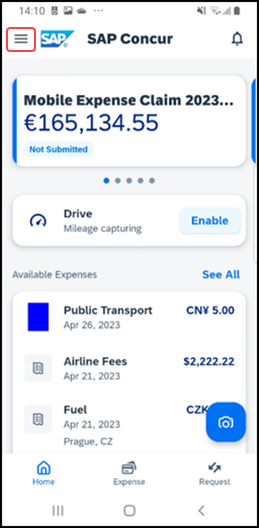 14:10
SAP SAP Concur
Mobile Expense Claim 2023...
€165,134.55
Not Submitted
Drive
Mileage capturing
Enable
Available Expenses
See All
Public Transport
CN¥ 5.00
Apr 26, 2023
Airline Fees
$2,222.22
Apr 21, 2023
Fuel
CZK
Apr 21, 2023
Prague, CZ
Home
Expense
Request